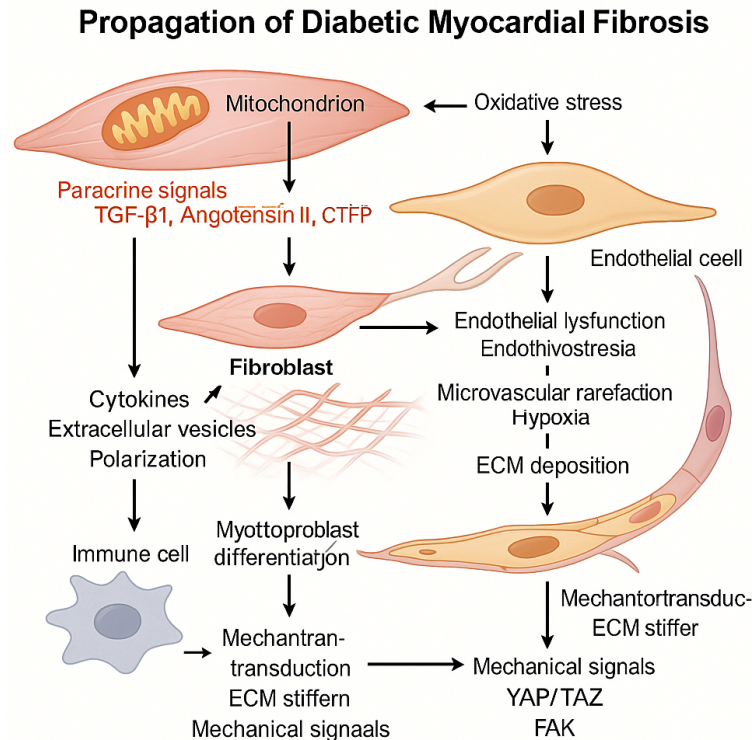 Propagation of Diabetic Myocardial Fibrosis
Mitochondrion
Oxidative stress
Paracrine signals
TGF-β1, Angotensin II, CTFP
Endothelial ceell
Fibroblast
Endothelial lysfunction
Endothivostresia
Cytokines
Extracellular vesicles
Polarization
Microvascular rarefaction
Hypoxia
ECM deposition
Immune cell
Myottoproblast
differentiation
Mechantortransduc-
ECM stiffer
Mechantran-
transduction
ECM stiffern
Mechanical signaals
Mechanical signals
YAP/TAZ
FAK